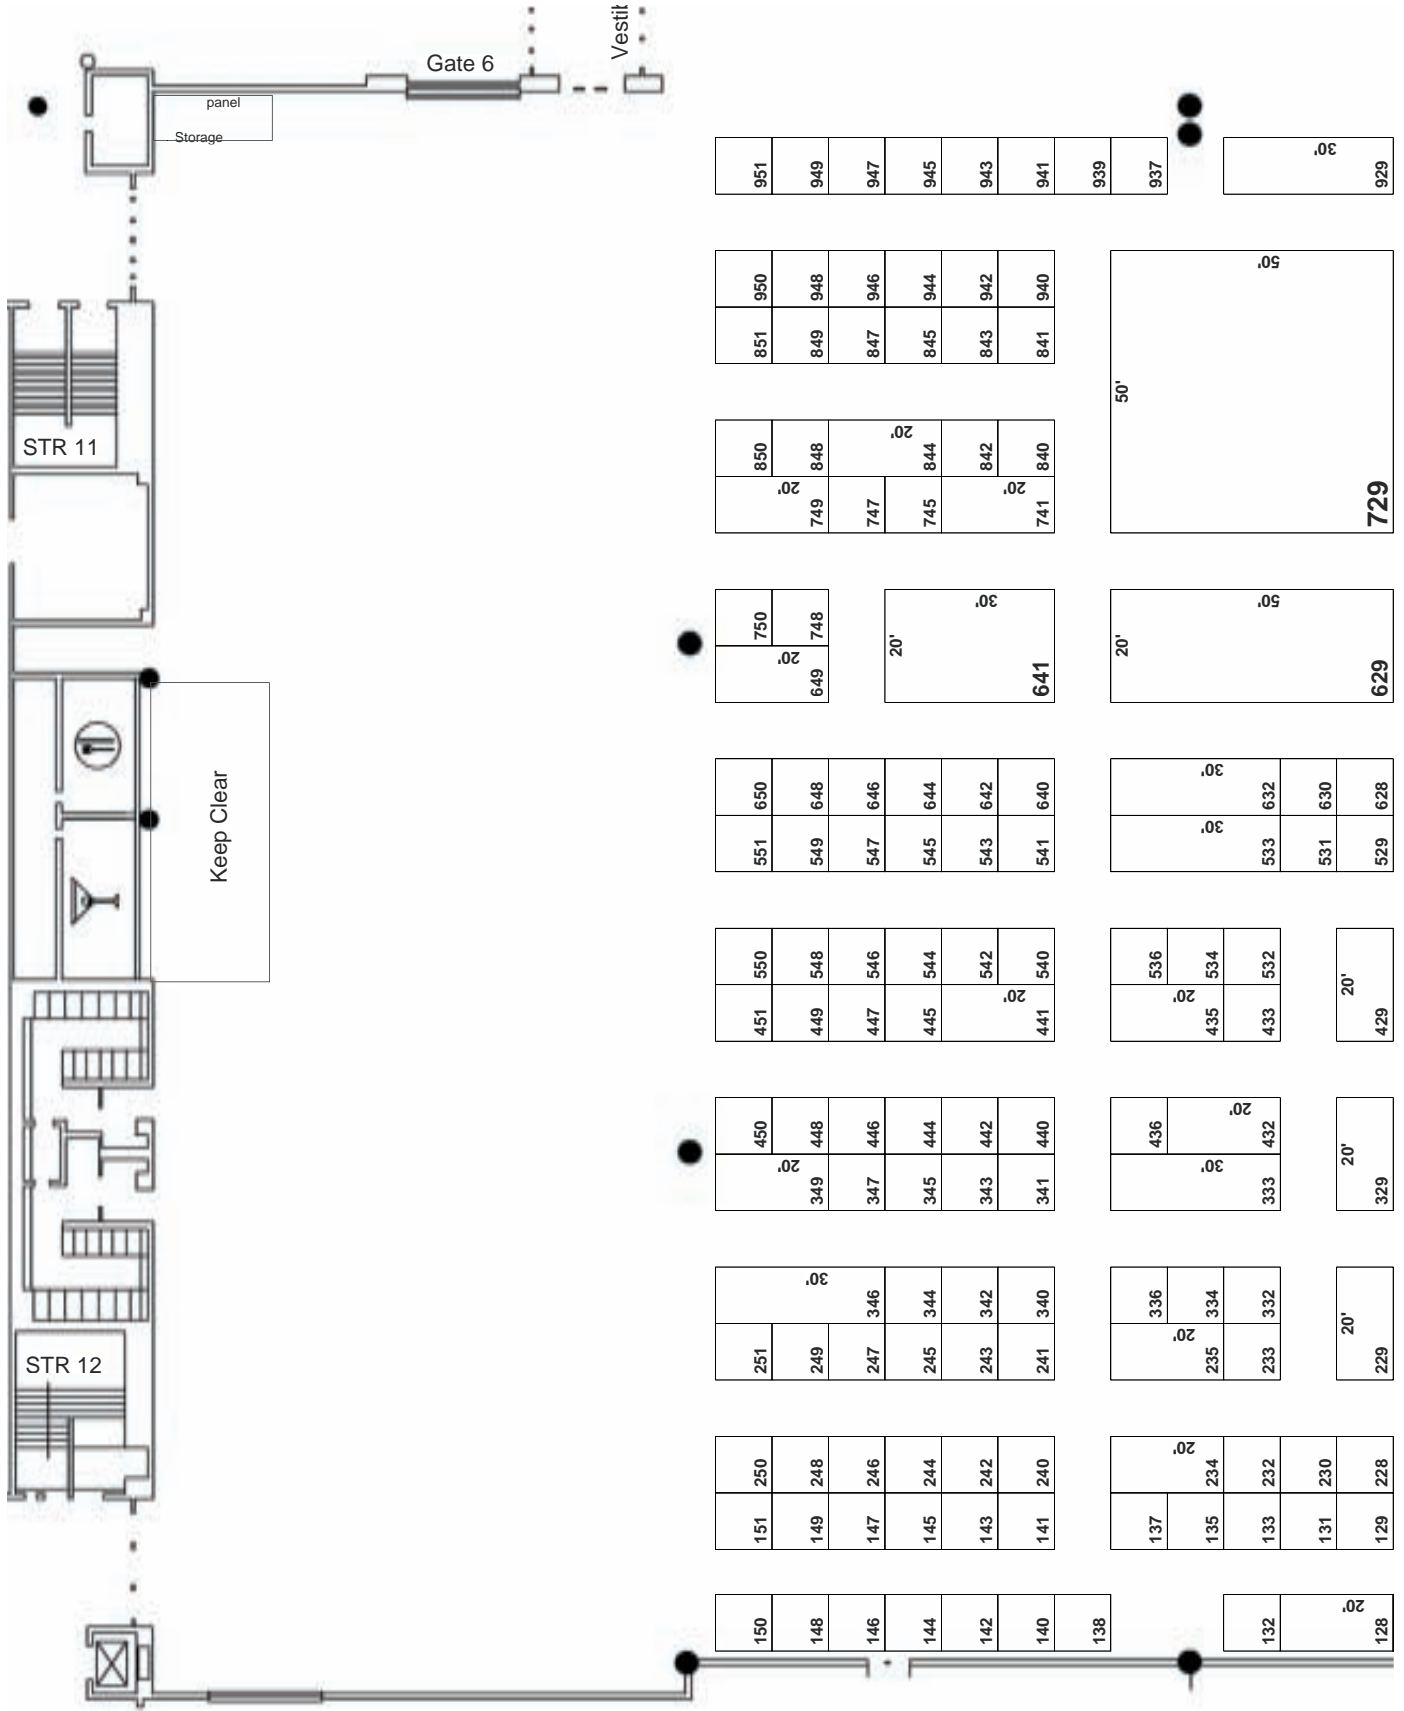 Vestib
Gate 6
panel
Storage
951 949 947 945 943 941 939 937
30' 929
950 948 946 944 942 940
851 849 847 845 843 841
50'
50'
729
STR 11
850 848 20' 844 842 840
20' 749 747 745 20' 741
750 748
20' 649
30'
20'
641
50'
20'
629
Keep Clear
650 648 646 644 642 640
551 549 547 545 543 541
30' 632 630 628
30' 533 531 529
550 548 546 544 542 540
451 449 447 445 20' 441
536 534 532
20' 435 433
20' 429
450 448 446 444 442 440
20' 349 347 345 343 341
436 20' 432
30' 333
20' 329
30' 346 344 342 340
251 249 247 245 243 241
336 334 332
20' 235 233
20' 229
STR 12
250 248 246 244 242 240
151 149 147 145 143 141
20' 234 232 230 228
137 135 133 131 129
150 148 146 144 142 140 138
132 20' 128